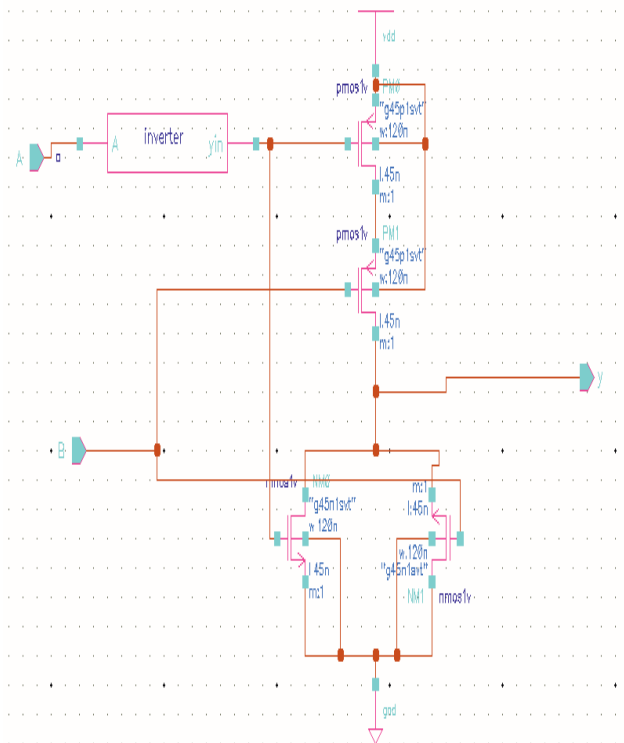 vdd
pmos1v PM0
"g45p1svt"
w:120n
A A inverter yin
l:45n
m:1
pmos1v PM1
"g45p1svt"
w:120n
l:45n
m:1
y
B
nmos1v NM0
"g45n1svt"
w:120n
l:45n
m:1
m:1
l:45n
w:120n
"g45n1svt"
NM1 nmos1v
gnd